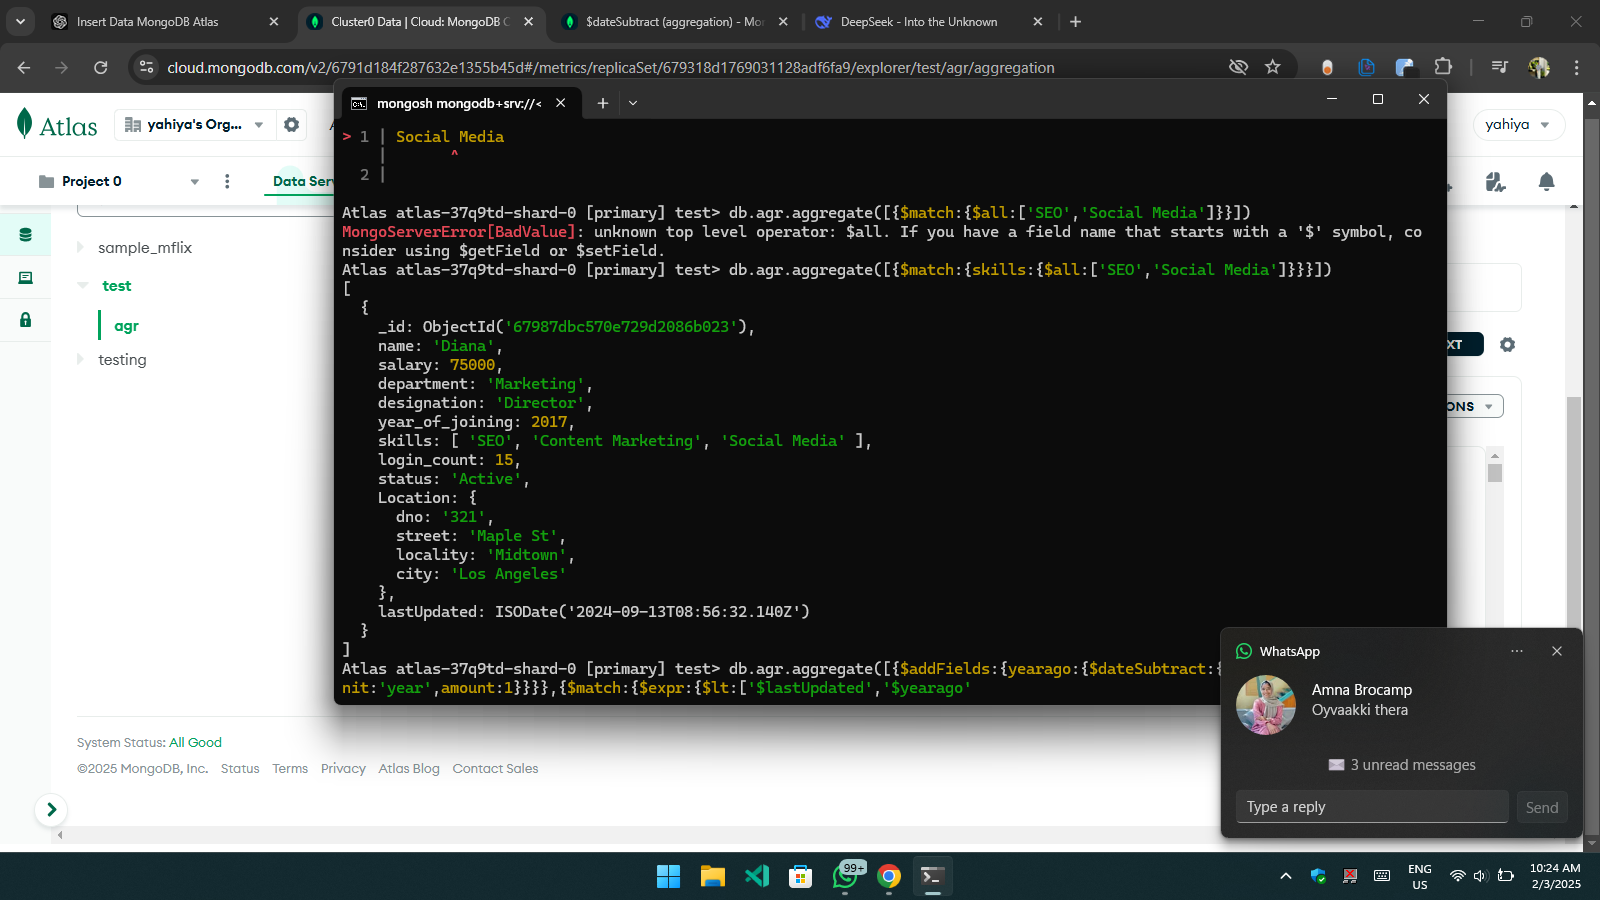 Insert Data MongoDB Atlas
Cluster0 Data | Cloud: MongoDB C
$dateSubtract (aggregation) - Mon
DeepSeek - Into the Unknown
cloud.mongodb.com/v2/6791d184f287632e1355b45d#/metrics/replicaSet/679318d1769031128adf6fa9/explorer/test/agr/aggregation
Atlas
yahiya's Org...
yahiya
Project 0
Data Serv
sample_mflix
test
agr
testing
XT
ONS
mongosh mongodb+srv://<
> 1 | Social Media
| ^
2 |
Atlas atlas-37q9td-shard-0 [primary] test> db.agr.aggregate([{$match:{$all:['SEO','Social Media']}}])
MongoServerError[BadValue]: unknown top level operator: $all. If you have a field name that starts with a '$' symbol, co
nsider using $getField or $setField.
Atlas atlas-37q9td-shard-0 [primary] test> db.agr.aggregate([{$match:{skills:{$all:['SEO','Social Media']}}}])
[
{
_id: ObjectId('67987dbc570e729d2086b023'),
name: 'Diana',
salary: 75000,
department: 'Marketing',
designation: 'Director',
year_of_joining: 2017,
skills: [ 'SEO', 'Content Marketing', 'Social Media' ],
login_count: 15,
status: 'Active',
Location: {
dno: '321',
street: 'Maple St',
locality: 'Midtown',
city: 'Los Angeles'
},
lastUpdated: ISODate('2024-09-13T08:56:32.140Z')
}
]
Atlas atlas-37q9td-shard-0 [primary] test> db.agr.aggregate([{$addFields:{yearago:{$dateSubtract:{
nit:'year',amount:1}}}},{$match:{$expr:{$lt:['$lastUpdated','$yearago'
System Status: All Good
©2025 MongoDB, Inc. Status Terms Privacy Atlas Blog Contact Sales
WhatsApp
Amna Brocamp
Oyvaakki thera
3 unread messages
Type a reply
Send
99+
ENG
US
10:24 AM
2/3/2025